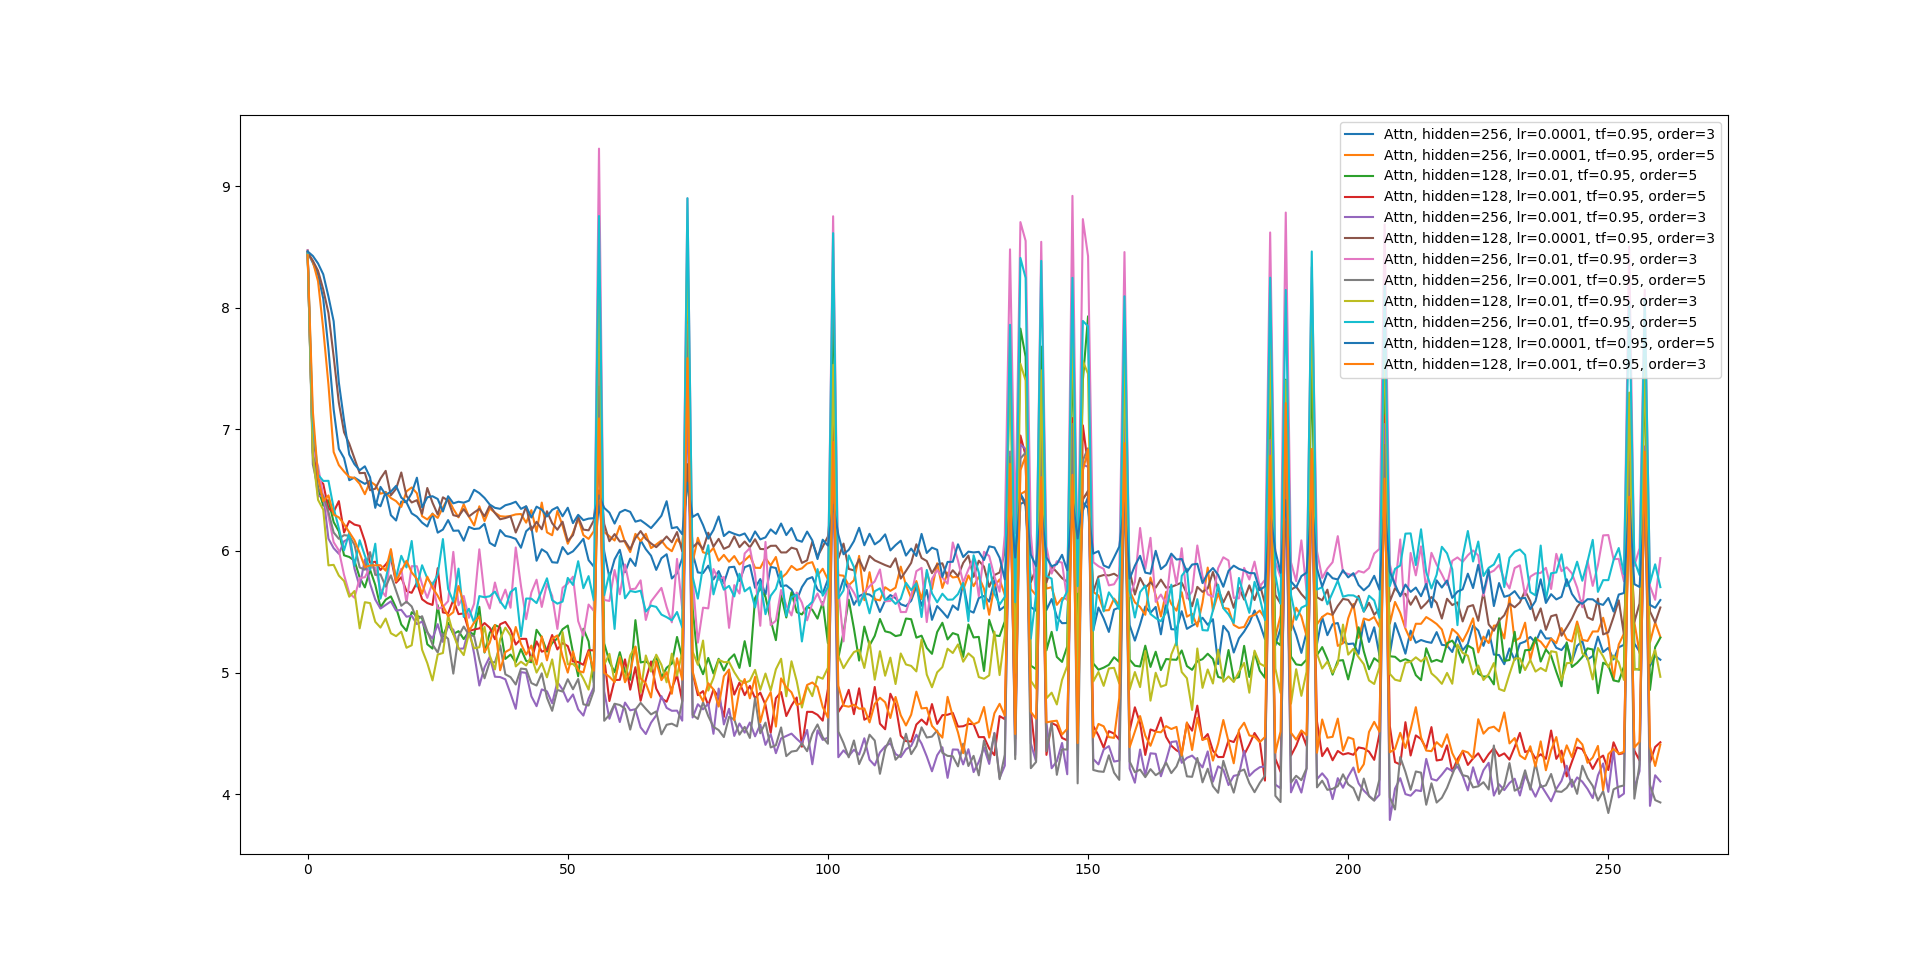 Attn, hidden=256, lr=0.0001, tf=0.95, order=3
Attn, hidden=256, lr=0.0001, tf=0.95, order=5
Attn, hidden=128, lr=0.01, tf=0.95, order=5
Attn, hidden=128, lr=0.001, tf=0.95, order=5
Attn, hidden=256, lr=0.001, tf=0.95, order=3
Attn, hidden=128, lr=0.0001, tf=0.95, order=3
Attn, hidden=256, lr=0.01, tf=0.95, order=3
Attn, hidden=256, lr=0.001, tf=0.95, order=5
Attn, hidden=128, lr=0.01, tf=0.95, order=3
Attn, hidden=256, lr=0.01, tf=0.95, order=5
Attn, hidden=128, lr=0.0001, tf=0.95, order=5
Attn, hidden=128, lr=0.001, tf=0.95, order=3
9
8
7
6
5
4
0 50 100 150 200 250